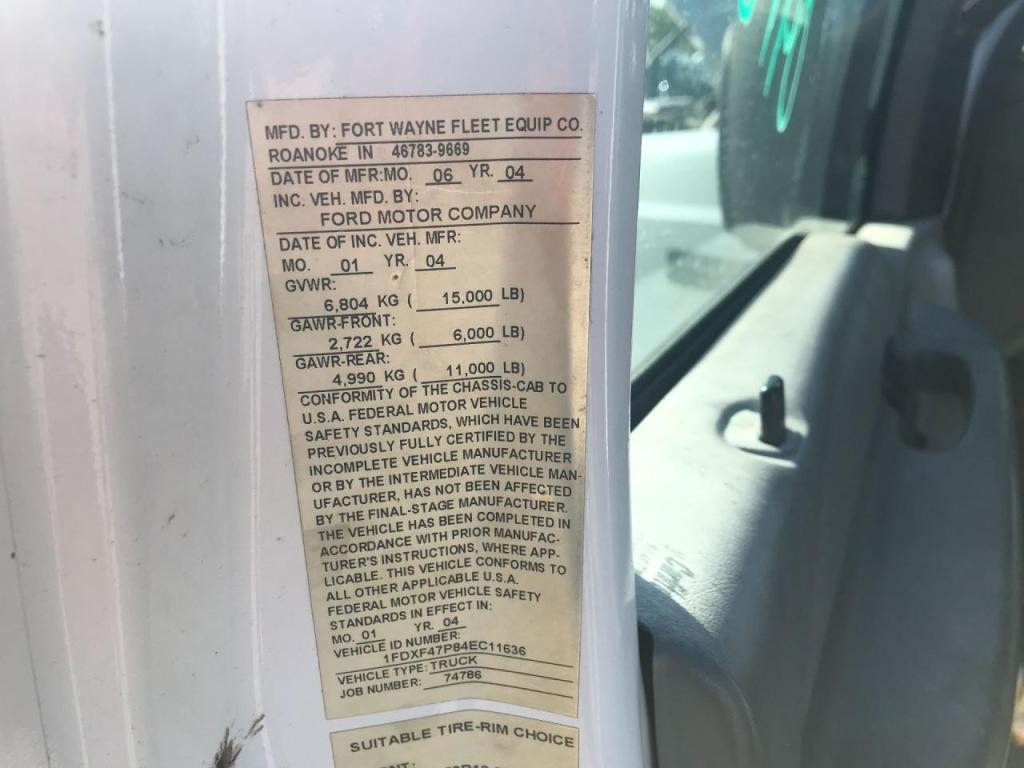 MFD. BY: FORT WAYNE FLEET EQUIP CO.
ROANOKE IN 46783-9669
DATE OF MFR:MO. 06 YR. 04
INC. VEH. MFD. BY:
FORD MOTOR COMPANY
DATE OF INC. VEH. MFR:
MO. 01 YR. 04
GVWR:
6,804 KG ( 15,000 LB)
GAWR-FRONT:
2,722 KG ( 6,000 LB)
GAWR-REAR:
4,990 KG ( 11,000 LB)
CONFORMITY OF THE CHASSIS-CAB TO
U.S.A. FEDERAL MOTOR VEHICLE
SAFETY STANDARDS, WHICH HAVE BEEN
PREVIOUSLY FULLY CERTIFIED BY THE
INCOMPLETE VEHICLE MANUFACTURER
OR BY THE INTERMEDIATE VEHICLE MAN-
UFACTURER, HAS NOT BEEN AFFECTED
BY THE FINAL-STAGE MANUFACTURER.
THE VEHICLE HAS BEEN COMPLETED IN
ACCORDANCE WITH PRIOR MANUFAC-
TURER'S INSTRUCTIONS, WHERE APP-
LICABLE. THIS VEHICLE CONFORMS TO
ALL OTHER APPLICABLE U.S.A.
FEDERAL MOTOR VEHICLE SAFETY
STANDARDS IN EFFECT IN:
MO. 01 YR. 04
VEHICLE ID NUMBER:
1FDXF47P84EC11636
VEHICLE TYPE: TRUCK
JOB NUMBER: 74786
SUITABLE TIRE-RIM CHOICE